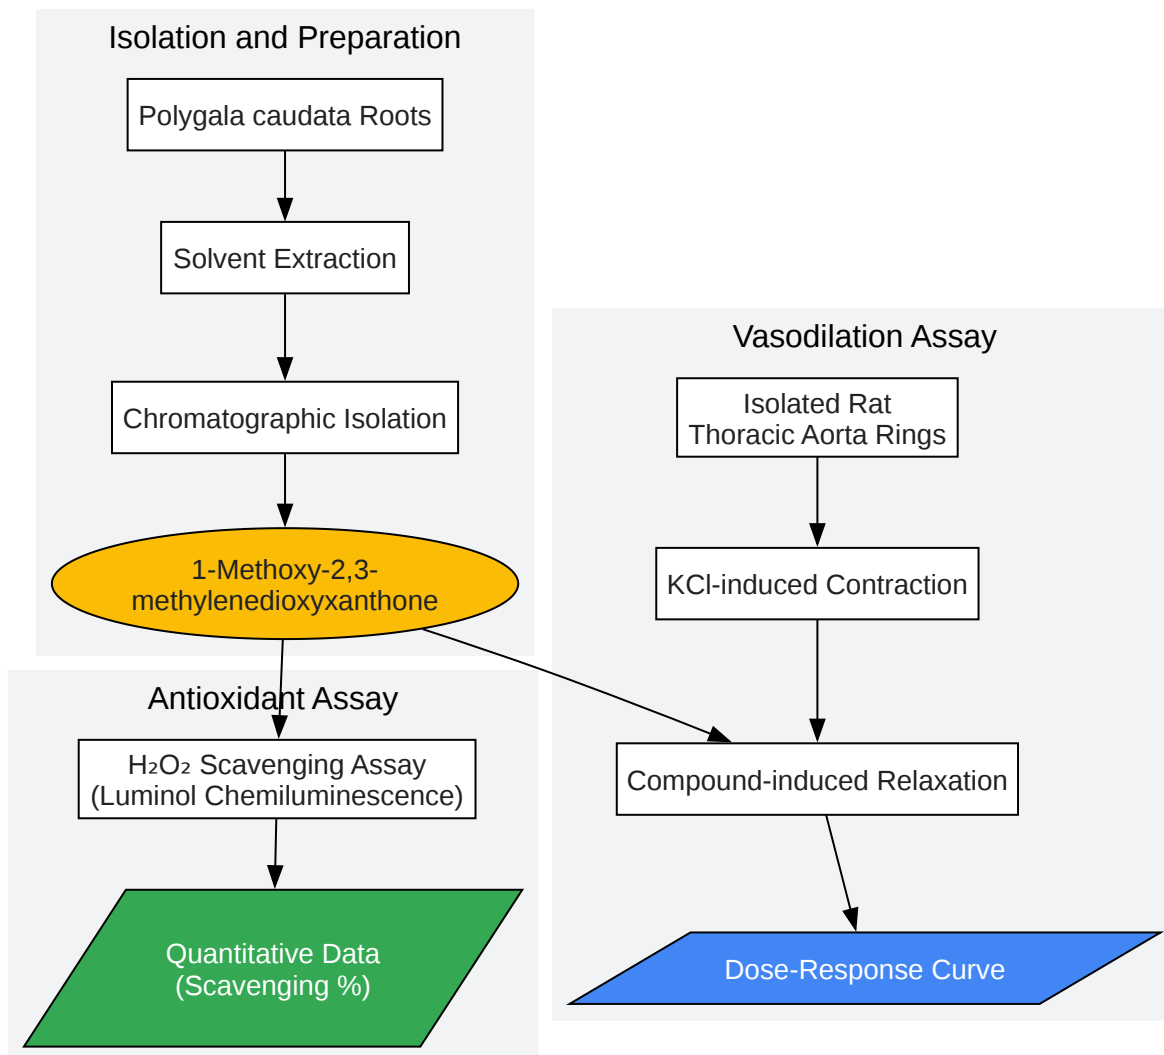 Isolation and Preparation
Polygala caudata Roots
Solvent Extraction
Chromatographic Isolation
1-Methoxy-2,3-
methylenedioxyxanthone
Antioxidant Assay
H₂O₂ Scavenging Assay
(Luminol Chemiluminescence)
Quantitative Data
(Scavenging %)
Vasodilation Assay
Isolated Rat
Thoracic Aorta Rings
KCl-induced Contraction
Compound-induced Relaxation
Dose-Response Curve